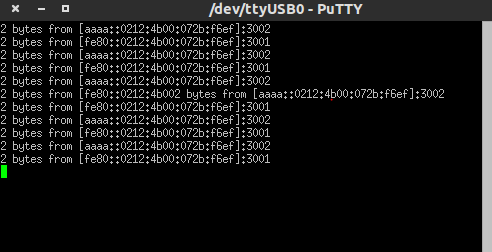 /dev/ttyUSB0 - PuTTY
2 bytes from [aaaa::0212:4b00:072b:f6ef]:3002
2 bytes from [fe80::0212:4b00:072b:f6ef]:3001
2 bytes from [aaaa::0212:4b00:072b:f6ef]:3002
2 bytes from [fe80::0212:4b00:072b:f6ef]:3001
2 bytes from [aaaa::0212:4b00:072b:f6ef]:3002
2 bytes from [fe80::0212:4b002 bytes from [aaaa::0212:4b00:072b:f6ef]:3002
2 bytes from [fe80::0212:4b00:072b:f6ef]:3001
2 bytes from [aaaa::0212:4b00:072b:f6ef]:3002
2 bytes from [fe80::0212:4b00:072b:f6ef]:3001
2 bytes from [aaaa::0212:4b00:072b:f6ef]:3002
2 bytes from [fe80::0212:4b00:072b:f6ef]:3001